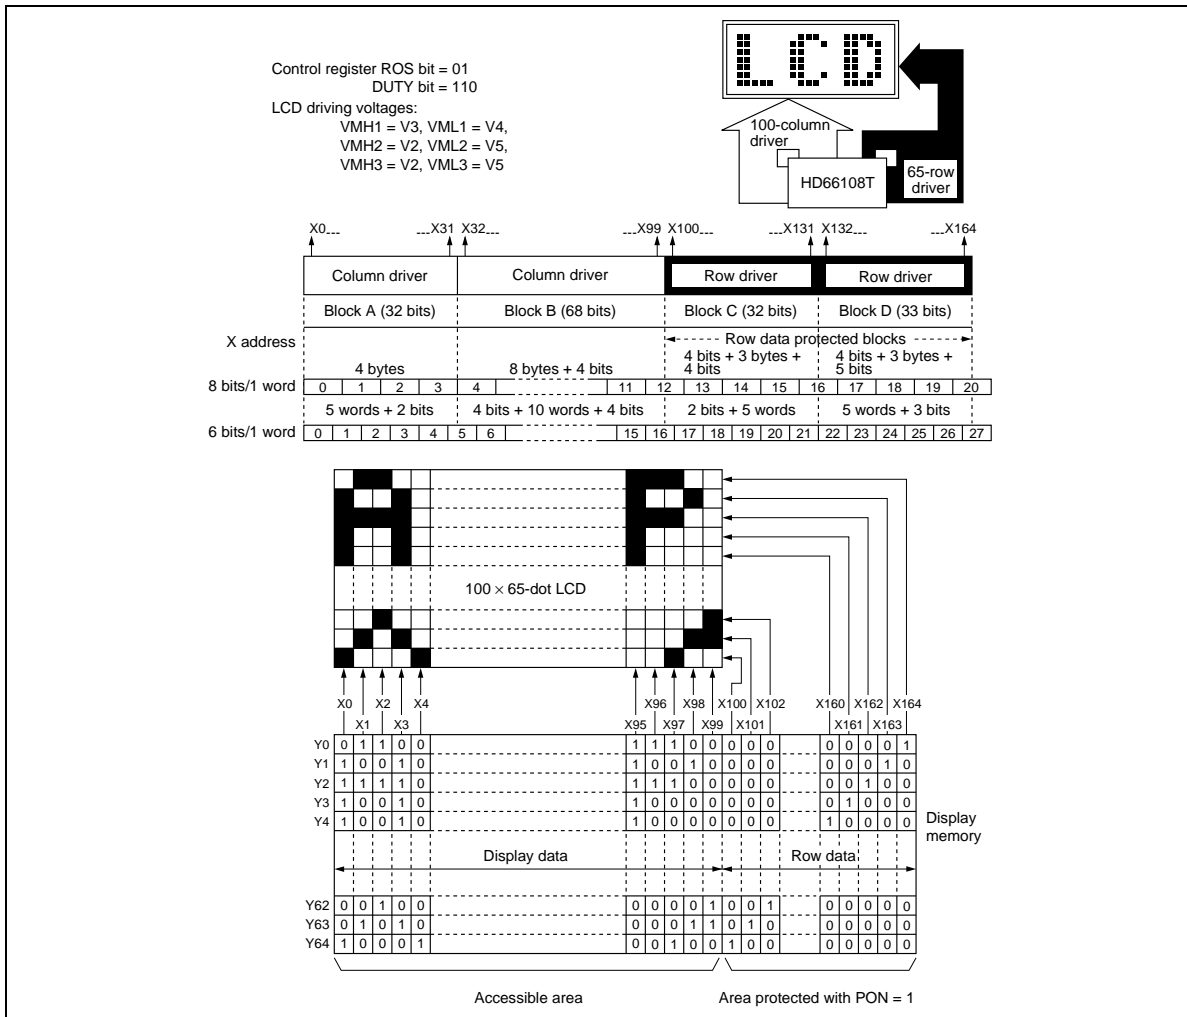 Control register ROS bit = 01
DUTY bit = 110
LCD driving voltages:
VMH1 = V3, VML1 = V4,
VMH2 = V2, VML2 = V5,
VMH3 = V2, VML3 = V5
LCD
100-column
driver
HD66108T
65-row
driver
X0--- ---X31 X32--- ---X99 X100--- ---X131 X132--- ---X164
Column driver Column driver Row driver Row driver
Block A (32 bits) Block B (68 bits) Block C (32 bits) Block D (33 bits)
X address
Row data protected blocks
4 bytes 8 bytes + 4 bits 4 bits + 3 bytes + 4 bits 4 bits + 3 bytes + 5 bits
8 bits/1 word 0 1 2 3 4 11 12 13 14 15 16 17 18 19 20
5 words + 2 bits 4 bits + 10 words + 4 bits 2 bits + 5 words 5 words + 3 bits
6 bits/1 word 0 1 2 3 4 5 6 15 16 17 18 19 20 21 22 23 24 25 26 27
100 × 65-dot LCD
X0 X2 X4 X96 X98 X100 X102 X160 X162 X164
X1 X3 X95 X97 X99 X101 X161 X163
Y0 0 1 1 0 0 1 1 1 0 0 0 0 0 0 0 0 0 1
Y1 1 0 0 1 0 1 0 0 1 0 0 0 0 0 0 0 1 0
Y2 1 1 1 1 0 1 1 1 0 0 0 0 0 0 0 1 0 0
Y3 1 0 0 1 0 1 0 0 0 0 0 0 0 0 1 0 0 0
Y4 1 0 0 1 0 1 0 0 0 0 0 0 0 1 0 0 0 0
Display
memory
Display data Row data
Y62 0 0 1 0 0 0 0 0 0 1 0 0 1 0 0 0 0 0
Y63 0 1 0 1 0 0 0 0 1 1 0 1 0 0 0 0 0 0
Y64 1 0 0 0 1 0 0 1 0 0 1 0 0 0 0 0 0 0
Accessible area Area protected with PON = 1